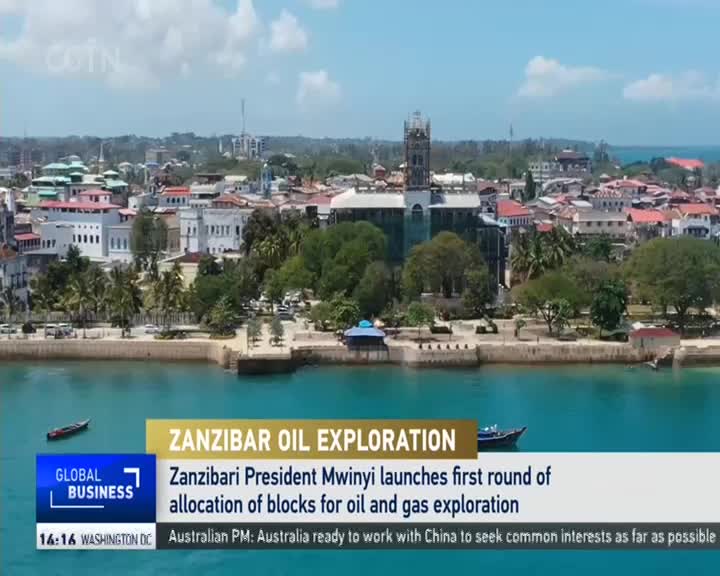 CGTN
ZANZIBAR OIL EXPLORATION
Zanzibari President Mwinyi launches first round of
allocation of blocks for oil and gas exploration
GLOBAL
BUSINESS
14:16 WASHINGTON DC
Australian PM: Australia ready to work with China to seek common interests as far as possible